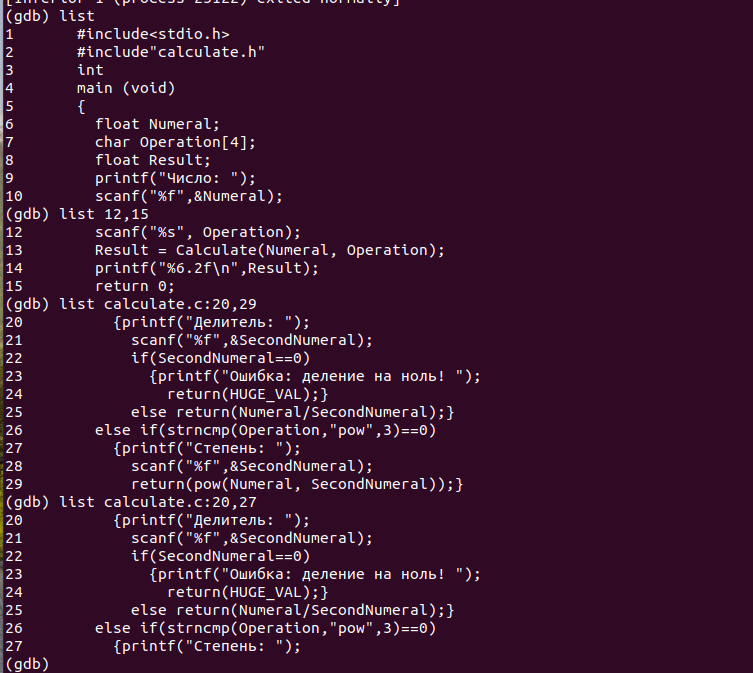 [Inferior 1 (process 25122) exited normally]
(gdb) list
1       #include<stdio.h>
2       #include"calculate.h"
3       int
4       main (void)
5       {
6         float Numeral;
7         char Operation[4];
8         float Result;
9         printf("Число: ");
10        scanf("%f",&Numeral);
(gdb) list 12,15
12        scanf("%s", Operation);
13        Result = Calculate(Numeral, Operation);
14        printf("%6.2f\n",Result);
15        return 0;
(gdb) list calculate.c:20,29
20          {printf("Делитель: ");
21            scanf("%f",&SecondNumeral);
22            if(SecondNumeral==0)
23              {printf("Ошибка: деление на ноль! ");
24                return(HUGE_VAL);}
25            else return(Numeral/SecondNumeral);}
26        else if(strncmp(Operation,"pow",3)==0)
27          {printf("Степень: ");
28            scanf("%f",&SecondNumeral);
29            return(pow(Numeral, SecondNumeral));}
(gdb) list calculate.c:20,27
20          {printf("Делитель: ");
21            scanf("%f",&SecondNumeral);
22            if(SecondNumeral==0)
23              {printf("Ошибка: деление на ноль! ");
24                return(HUGE_VAL);}
25            else return(Numeral/SecondNumeral);}
26        else if(strncmp(Operation,"pow",3)==0)
27          {printf("Степень: ");
(gdb)